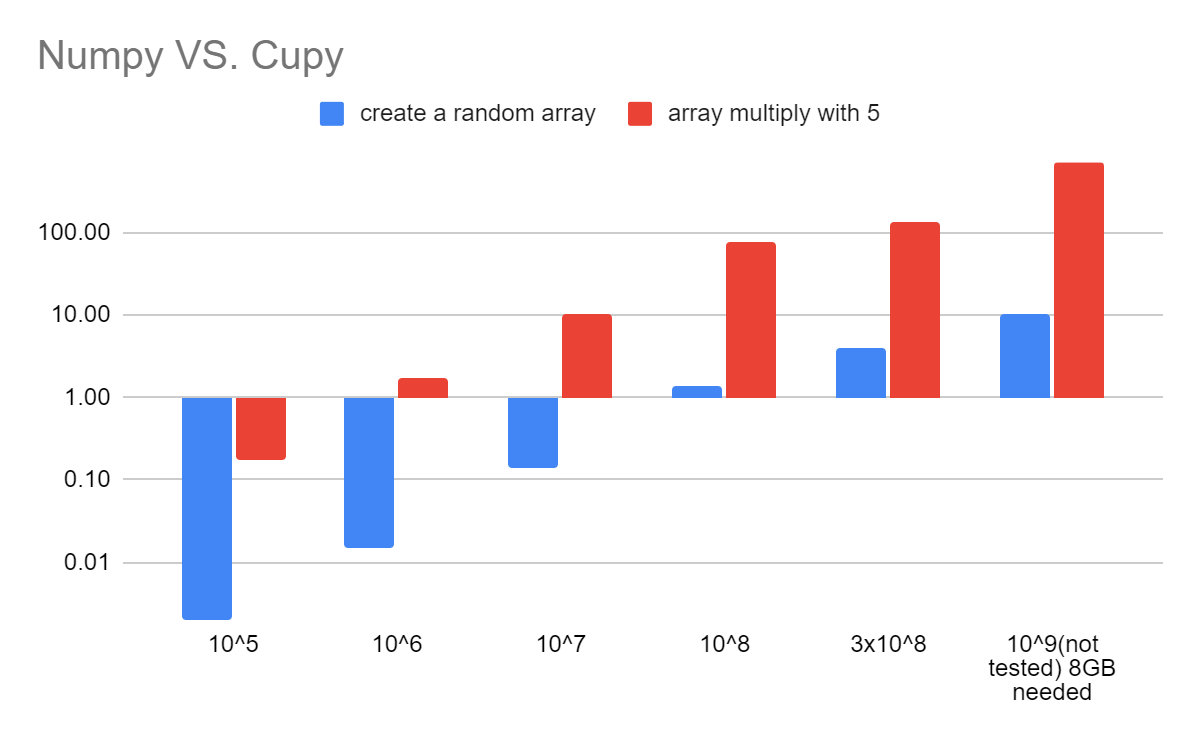 Numpy VS. Cupy
create a random array
array multiply with 5
100.00
10.00
1.00
0.10
0.01
10^5
10^6
10^7
10^8
3x10^8
10^9(not
tested) 8GB
needed